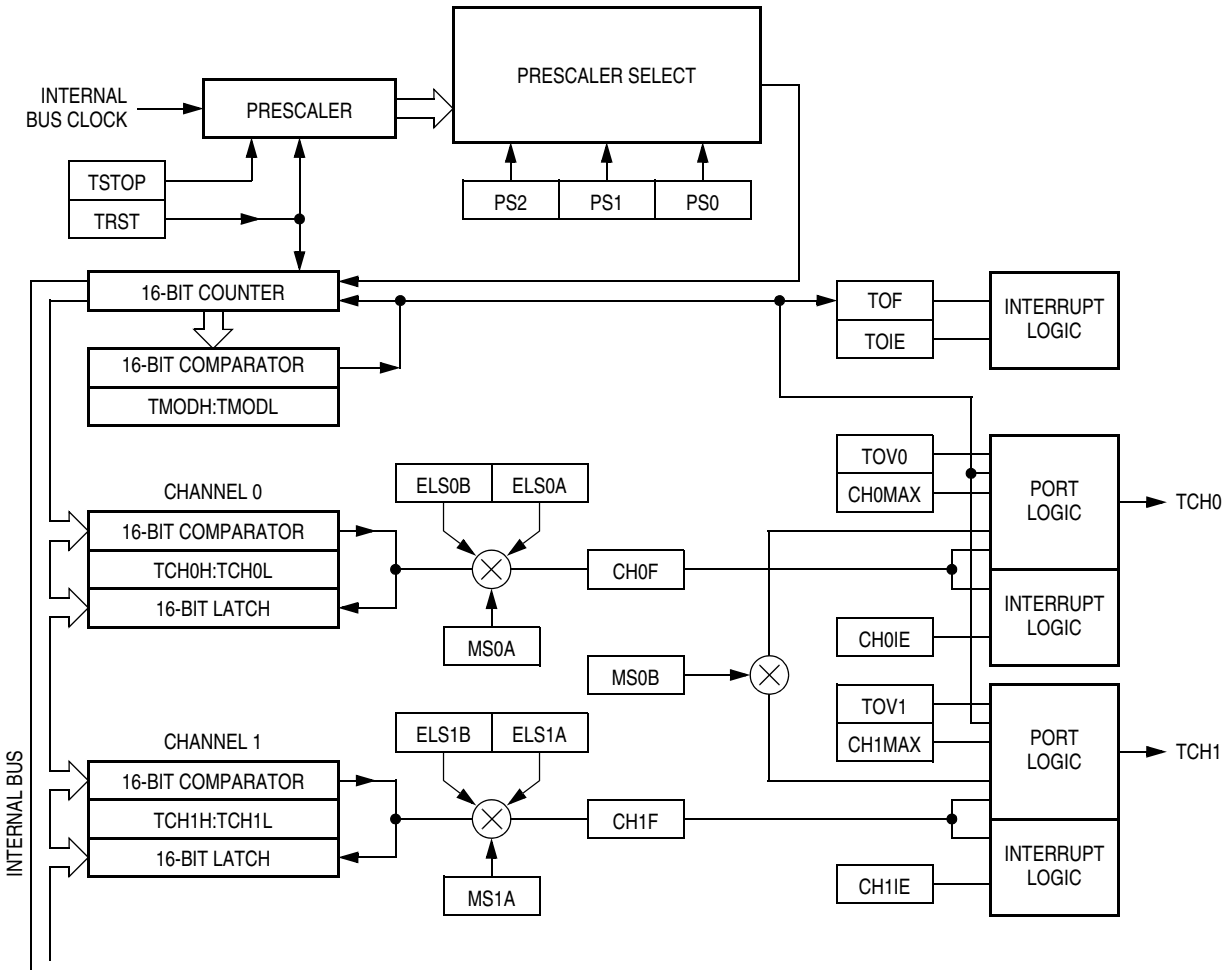 PRESCALER SELECT
INTERNAL
BUS CLOCK
PRESCALER
TSTOP
TRST
PS2
PS1
PS0
16-BIT COUNTER
TOF
TOIE
INTERRUPT
LOGIC
16-BIT COMPARATOR
TMODH:TMODL
CHANNEL 0
16-BIT COMPARATOR
TCH0H:TCH0L
16-BIT LATCH
ELS0B
ELS0A
MS0A
CH0F
TOV0
CH0MAX
PORT
LOGIC
TCH0
INTERRUPT
LOGIC
CH0IE
MS0B
CHANNEL 1
16-BIT COMPARATOR
TCH1H:TCH1L
16-BIT LATCH
ELS1B
ELS1A
MS1A
CH1F
TOV1
CH1MAX
PORT
LOGIC
TCH1
INTERRUPT
LOGIC
CH1IE
INTERNAL BUS